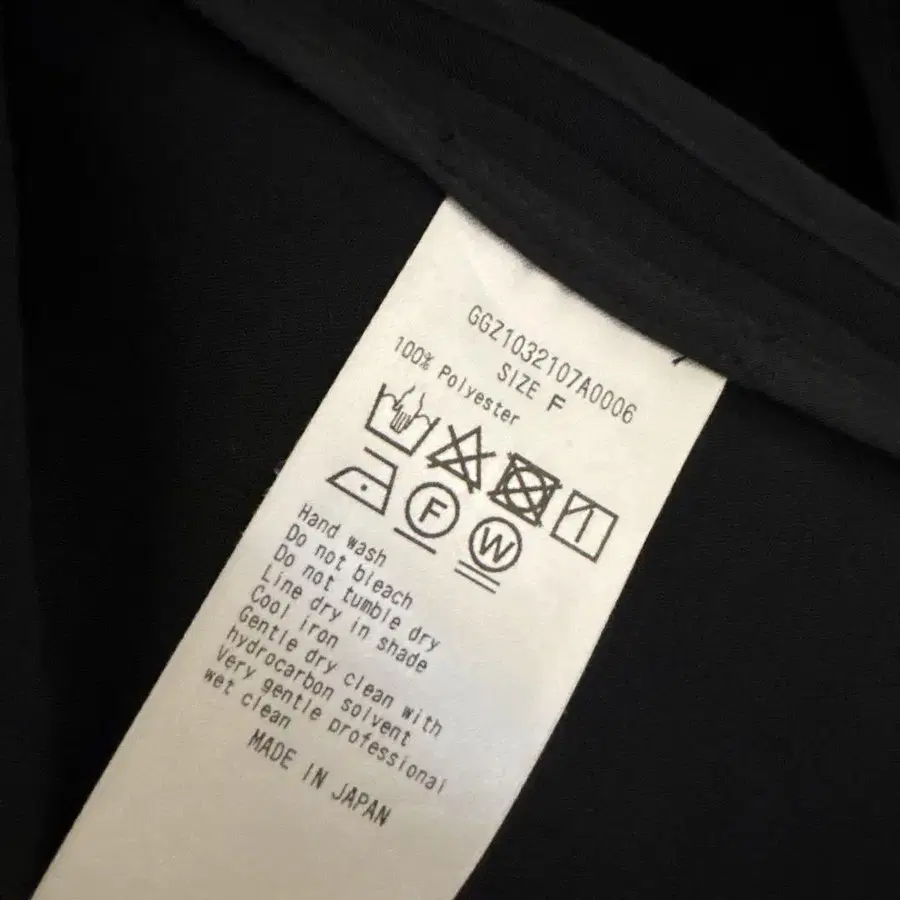 GGZ1032107A0006
SIZE F
100% Polyester
F
W
Hand wash
Do not bleach
Do not tumble dry
Line dry in shade
Cool iron
Gentle dry clean with
hydrocarbon solvent
Very gentle professional
wet clean
MADE IN JAPAN